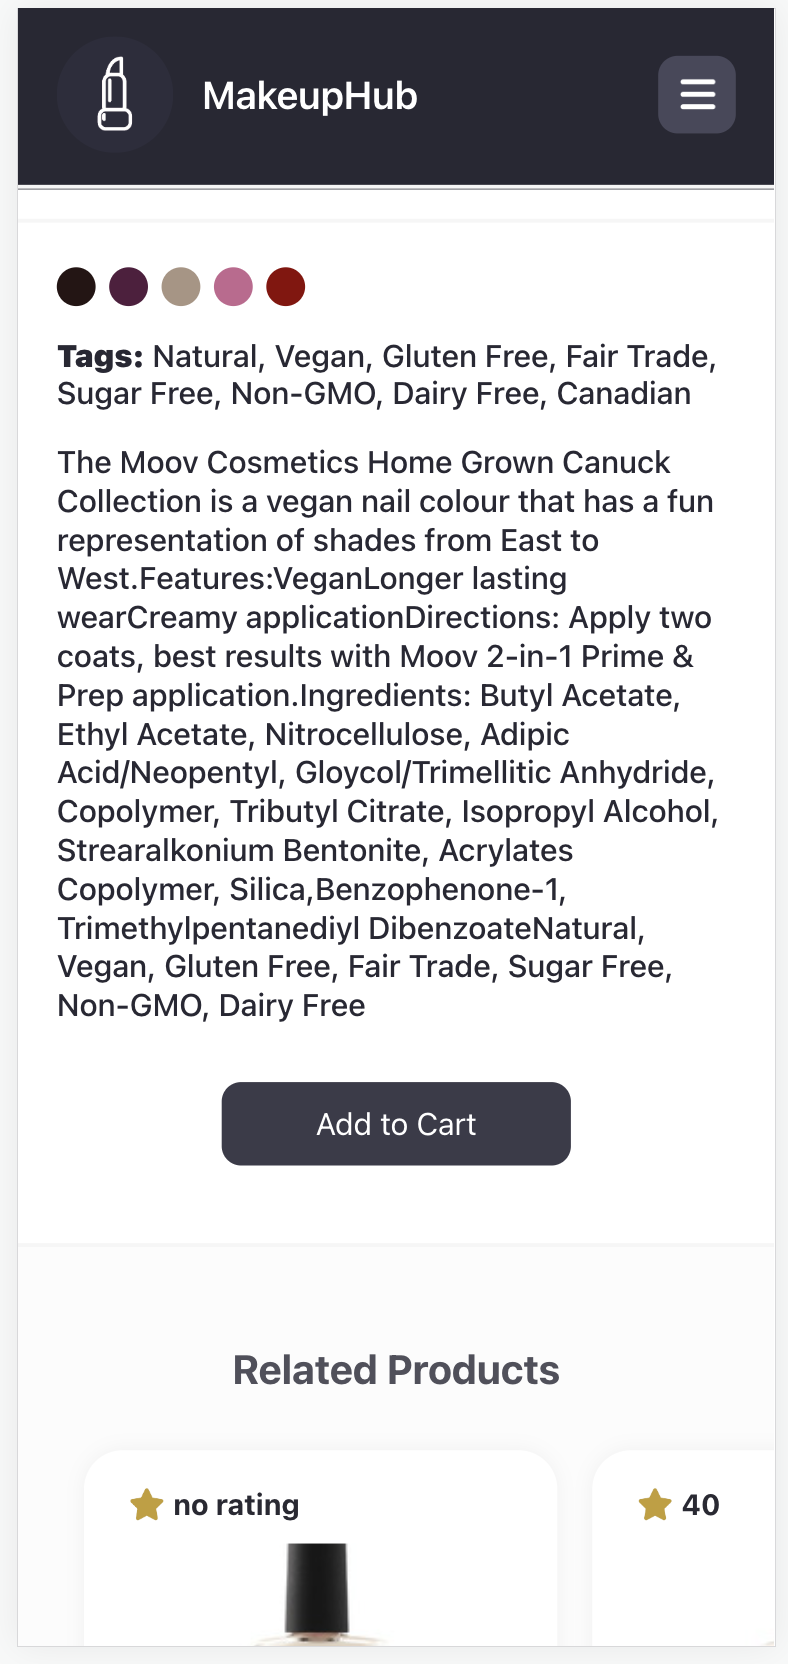 MakeupHub
Tags: Natural, Vegan, Gluten Free, Fair Trade,
Sugar Free, Non-GMO, Dairy Free, Canadian
The Moov Cosmetics Home Grown Canuck
Collection is a vegan nail colour that has a fun
representation of shades from East to
West.Features:VeganLonger lasting
wearCreamy applicationDirections: Apply two
coats, best results with Moov 2-in-1 Prime &
Prep application.Ingredients: Butyl Acetate,
Ethyl Acetate, Nitrocellulose, Adipic
Acid/Neopentyl, Gloycol/Trimellitic Anhydride,
Copolymer, Tributyl Citrate, Isopropyl Alcohol,
Strearalkonium Bentonite, Acrylates
Copolymer, Silica,Benzophenone-1,
Trimethylpentanediyl DibenzoateNatural,
Vegan, Gluten Free, Fair Trade, Sugar Free,
Non-GMO, Dairy Free
Add to Cart
Related Products
no rating
40